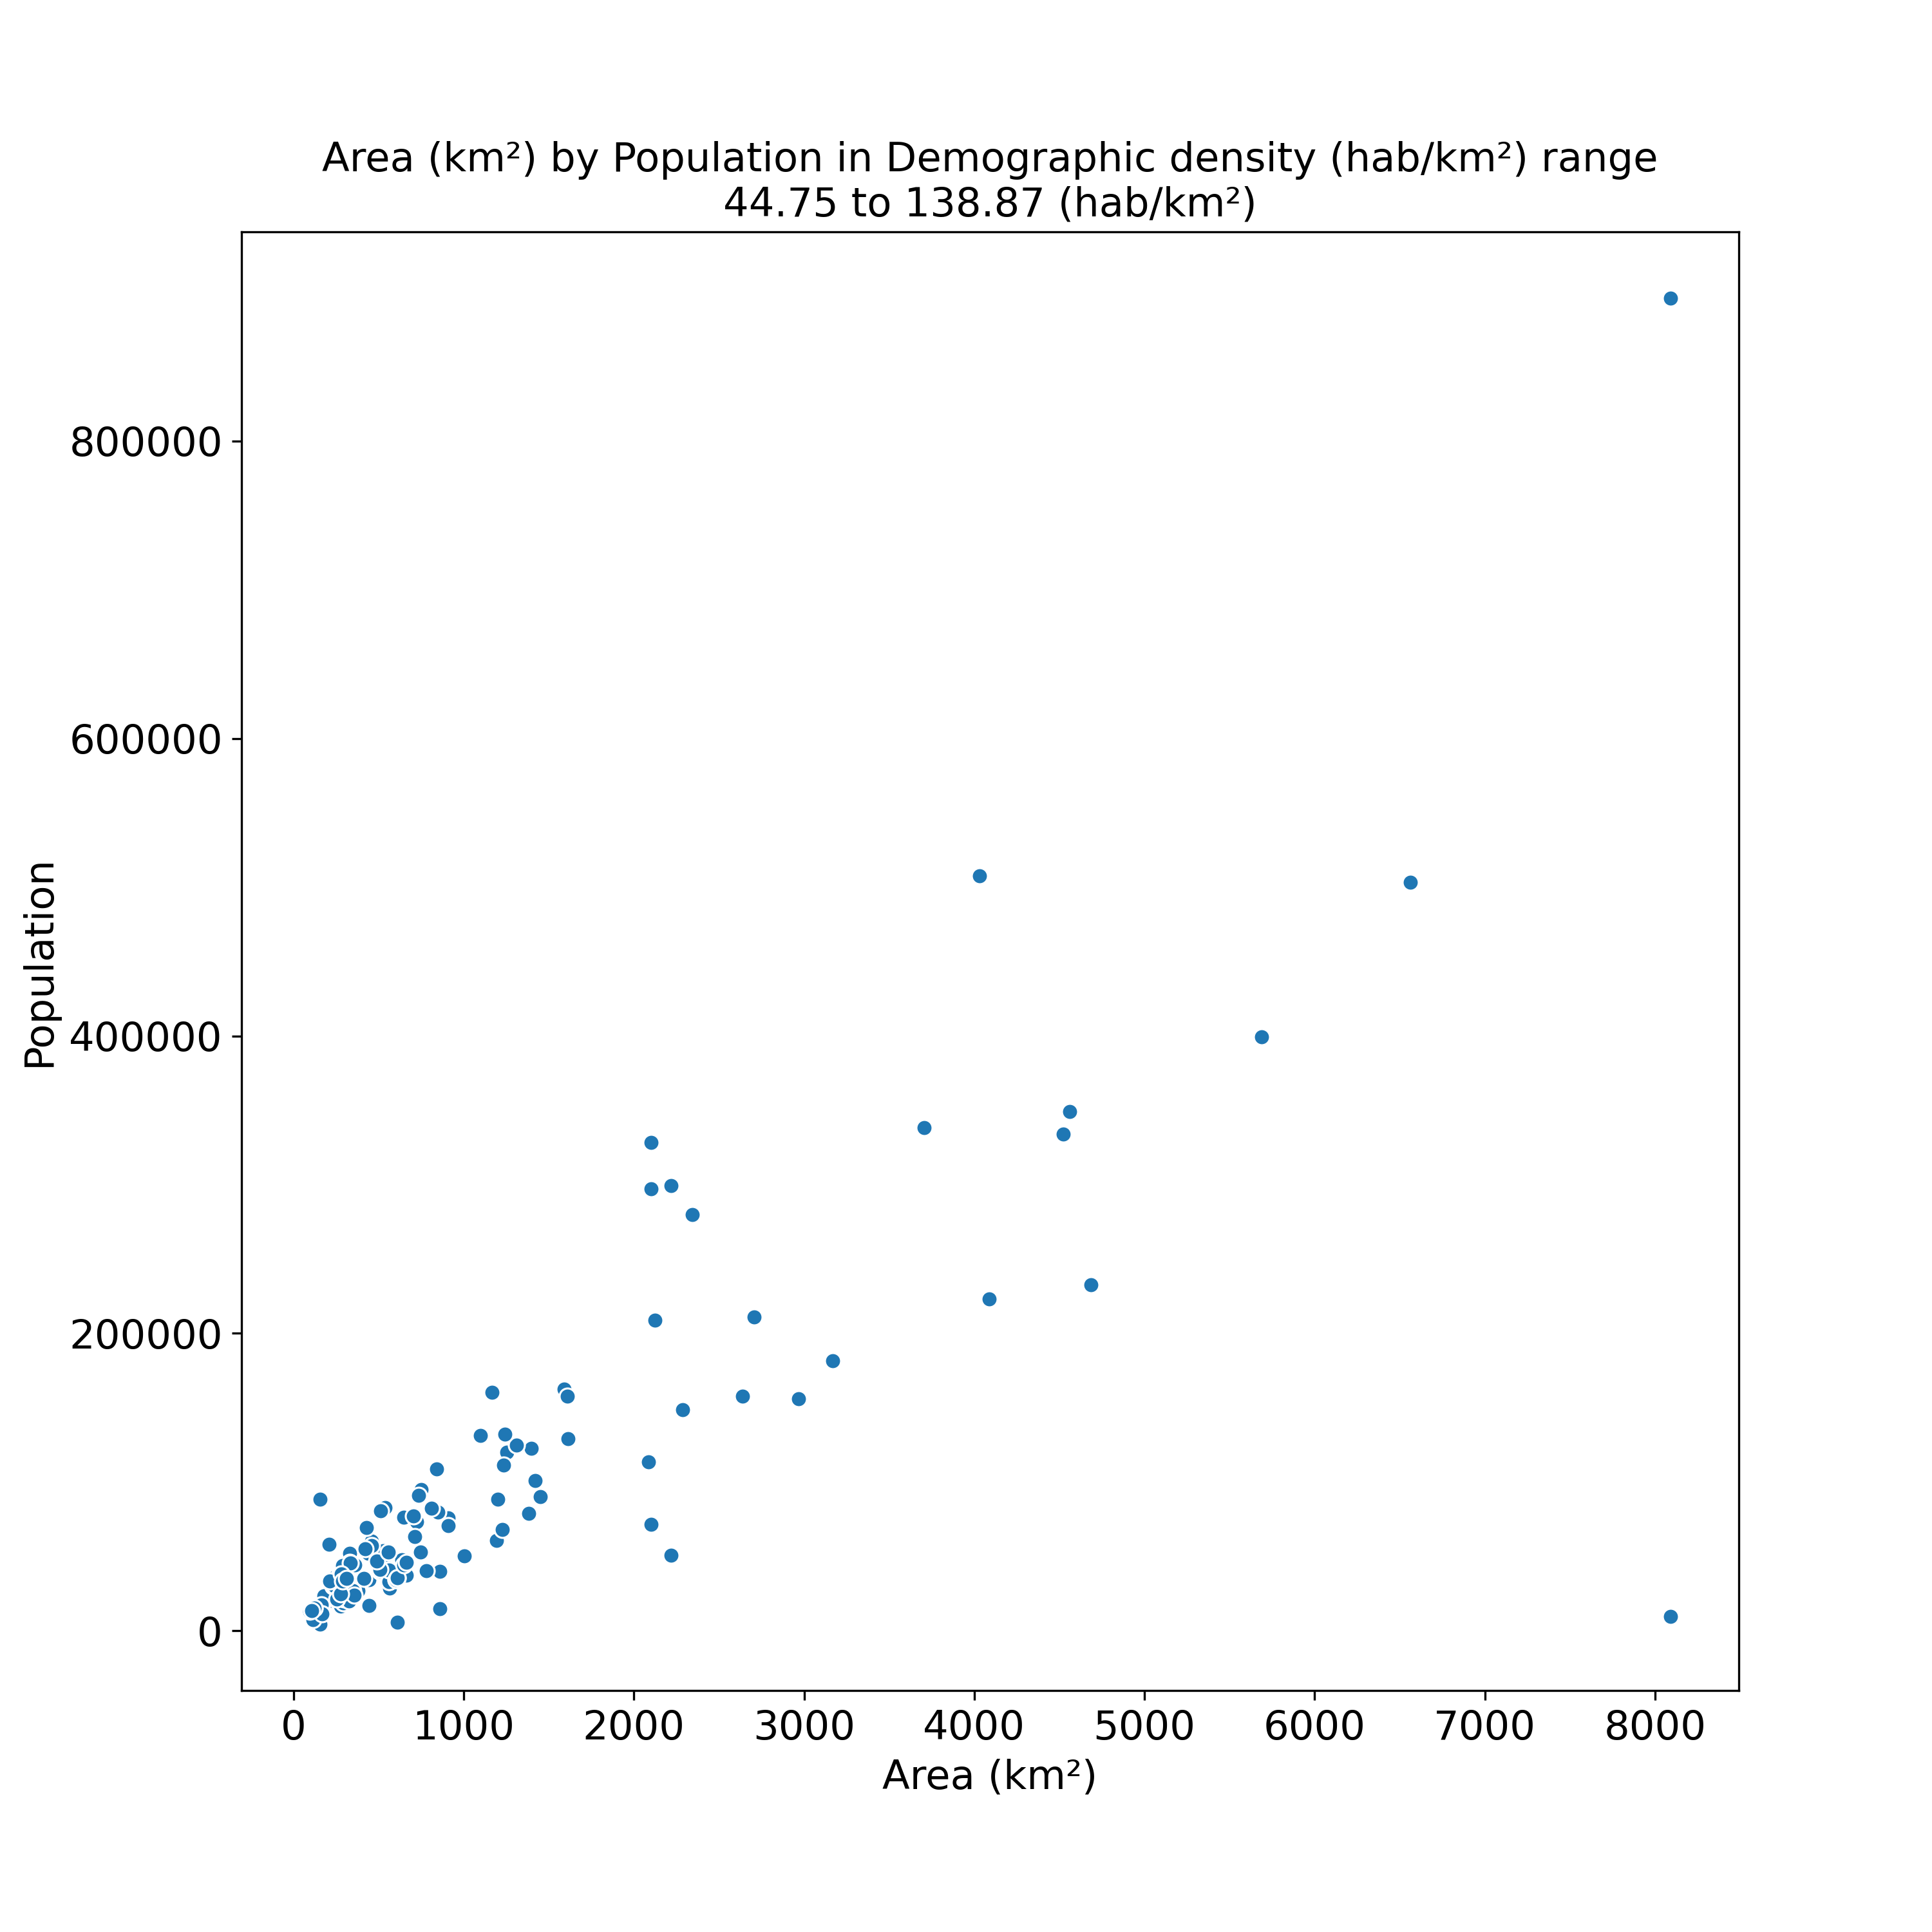 Area (km²) by Population in Demographic density (hab/km²) range
44.75 to 138.87 (hab/km²)
Population
800000
600000
400000
200000
0
0 1000 2000 3000 4000 5000 6000 7000 8000
Area (km²)